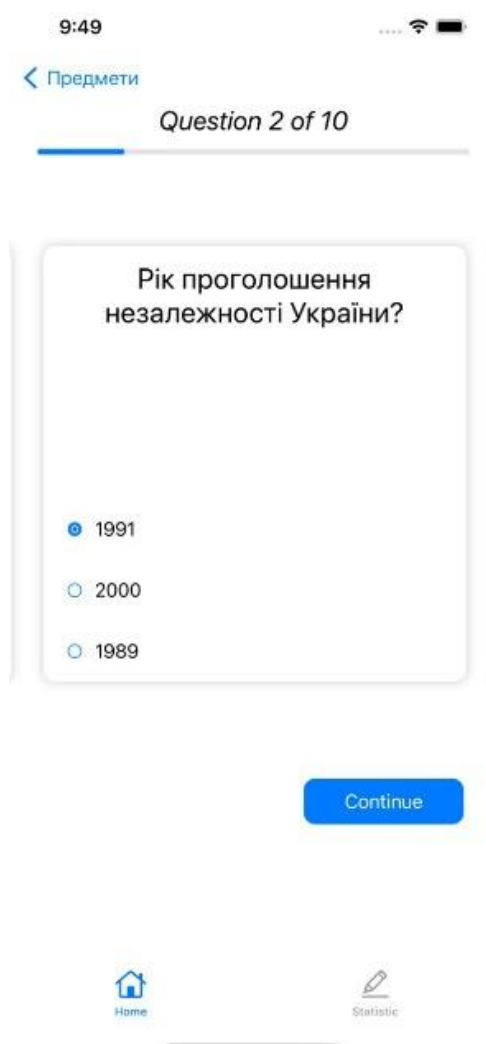 9:49
Предмети
Question 2 of 10
Рік проголошення
незалежності України?
1991
2000
1989
Continue
Home
Statistic